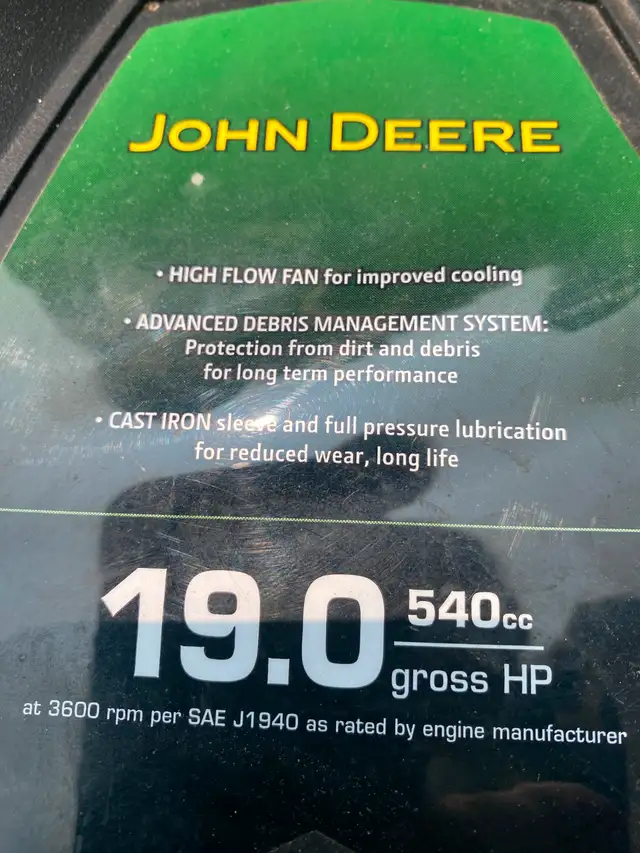 JOHN DEERE
• HIGH FLOW FAN for improved cooling
• ADVANCED DEBRIS MANAGEMENT SYSTEM:
Protection from dirt and debris
for long term performance
• CAST IRON sleeve and full pressure lubrication
for reduced wear, long life
19.0 540cc
gross HP
at 3600 rpm per SAE J1940 as rated by engine manufacturer